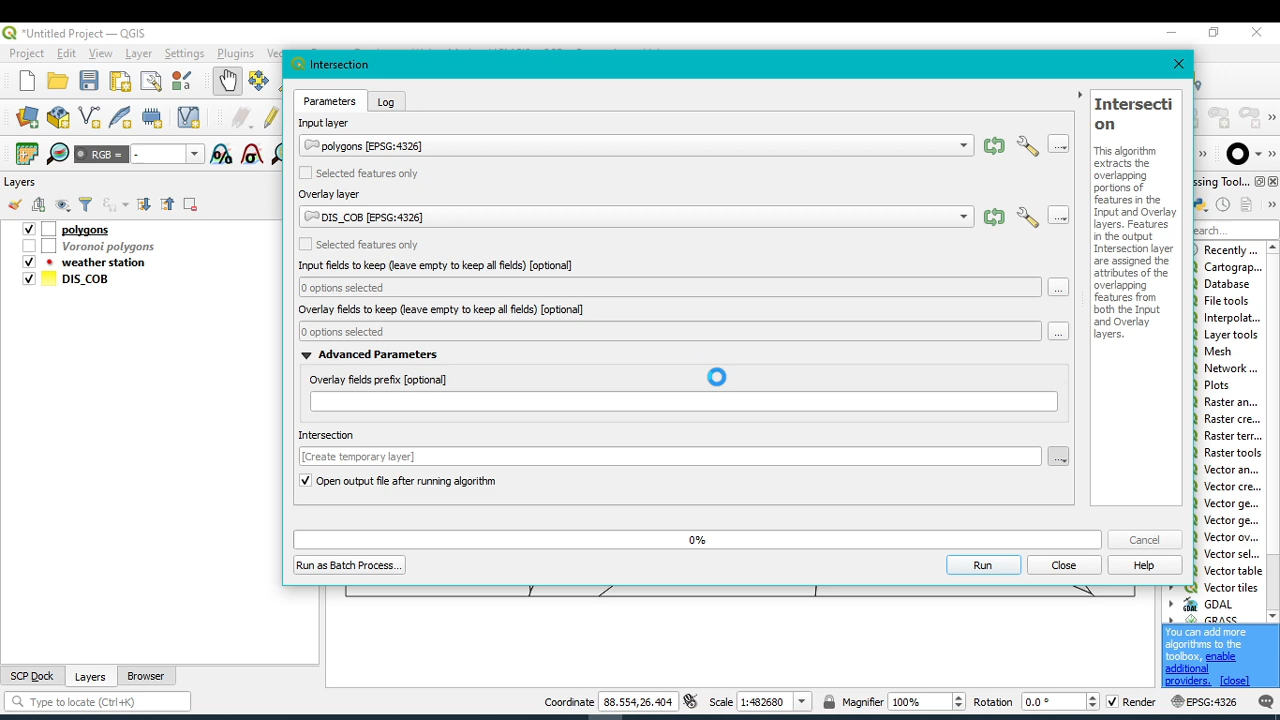 *Untitled Project — QGIS
Project Edit View Layer Settings Plugins
Intersection
Parameters Log
Input layer
polygons [EPSG:4326]
Selected features only
Overlay layer
DIS_COB [EPSG:4326]
Selected features only
Input fields to keep (leave empty to keep all fields) [optional]
0 options selected
...
Overlay fields to keep (leave empty to keep all fields) [optional]
0 options selected
...
Advanced Parameters
Overlay fields prefix [optional]
Intersection
[Create temporary layer]
Open output file after running algorithm
0%
Cancel
Run as Batch Process...
Run
Close
Help
Intersecti
on
This algorithm
extracts the
overlapping
portions of
features in the
Input and Overlay
layers. Features
in the output
Intersection layer
are assigned the
attributes of the
overlapping
features from
both the Input
and Overlay
layers.
RGB = -
Layers
polygons
Voronoi polygons
weather station
DIS_COB
ssing Tool...
earch...
Recently ...
Cartograp...
Database
File tools
Interpolat...
Layer tools
Mesh
Network ...
Plots
Raster an...
Raster cre...
Raster terr...
Raster tools
Vector an...
Vector cre...
Vector ge...
Vector ge...
Vector ov...
Vector sel...
Vector table
Vector tiles
GDAL
GRASS
You can add more
algorithms to the
toolbox, enable
additional
providers. [close]
SCP Dock Layers Browser
Type to locate (Ctrl+K)
Coordinate 88.554,26.404 Scale 1:482680 Magnifier 100% Rotation 0.0 ° Render EPSG:4326